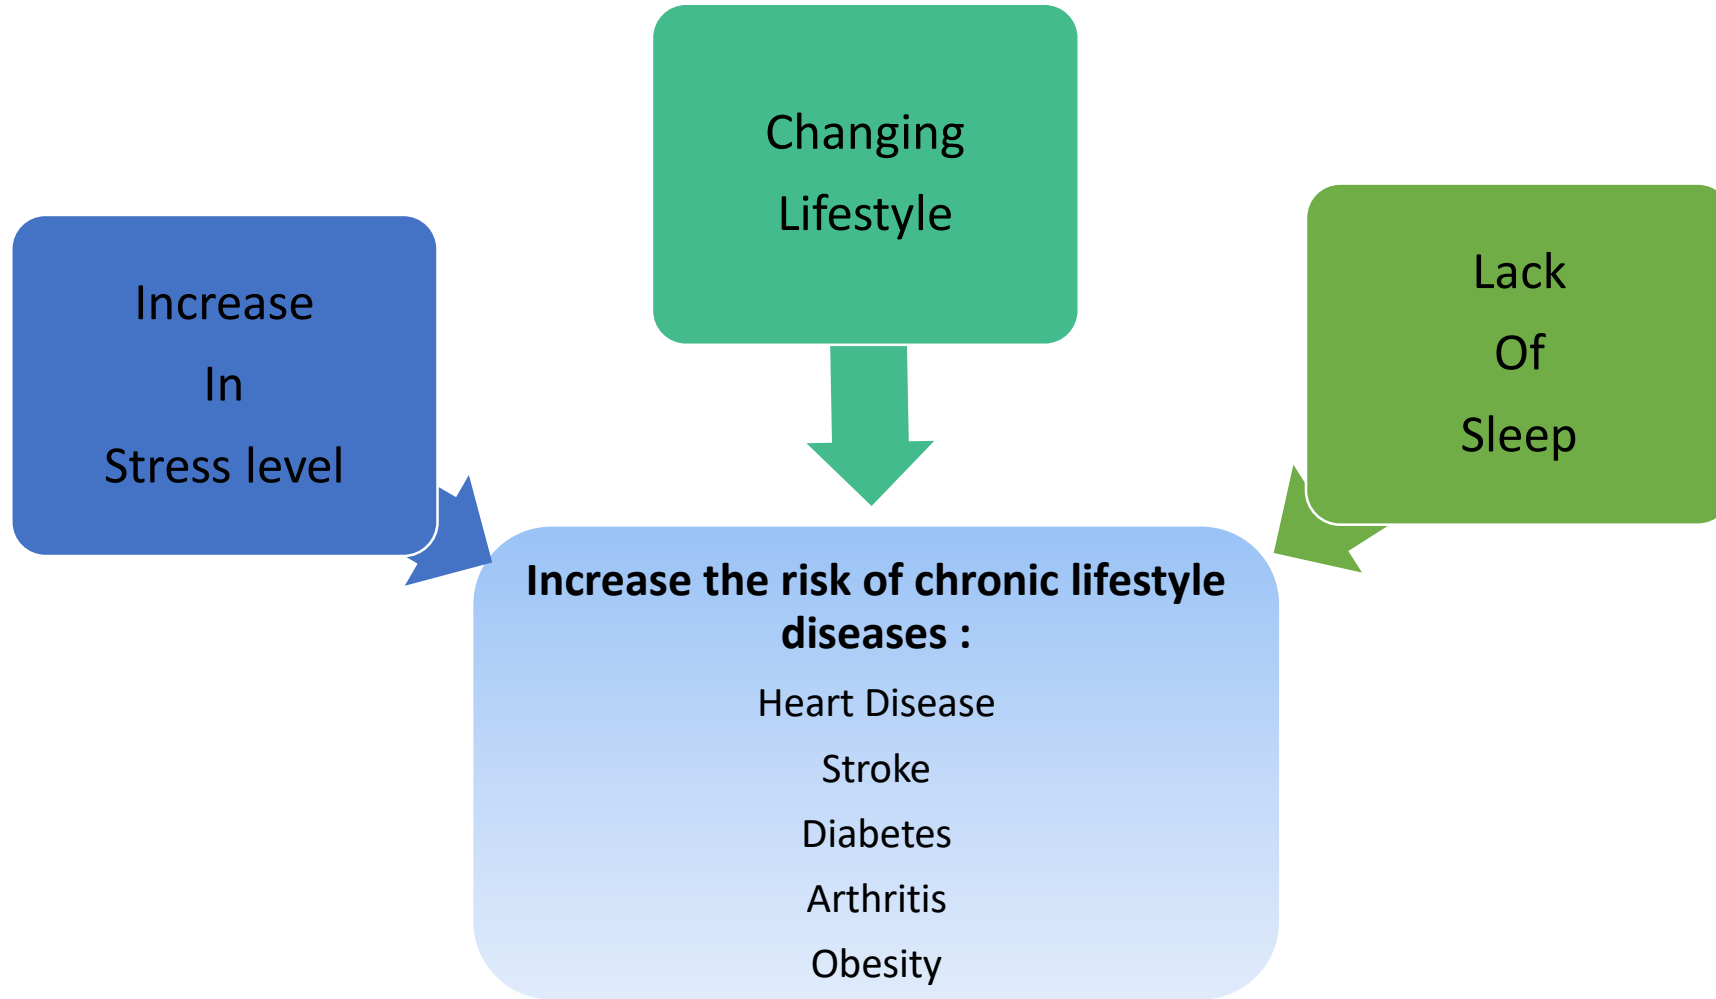 Changing
Lifestyle
Increase
In
Stress level
Lack
Of
Sleep
Increase the risk of chronic lifestyle
diseases :
Heart Disease
Stroke
Diabetes
Arthritis
Obesity